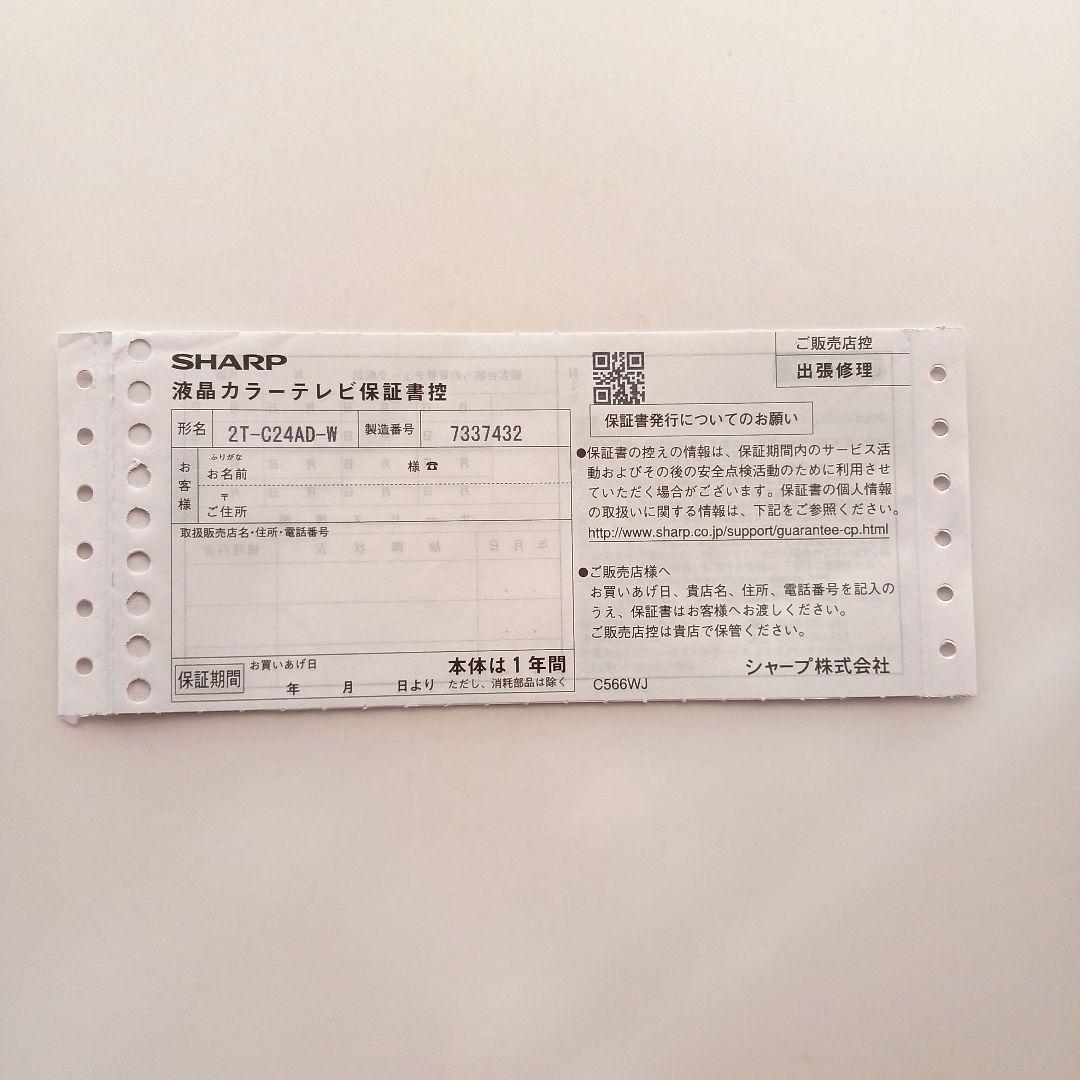 SHARP
液晶カラーテレビ保証書控
形名 2T-C24AD-W 製造番号 7337432
お客様
ふりがな
お名前 様 ☎
〒
ご住所
取扱販売店名・住所・電話番号
保証期間
お買いあげ日
年 月 日より
本体は1年間
ただし、消耗部品は除く
ご販売店控
出張修理
保証書発行についてのお願い
●保証書の控えの情報は、保証期間内のサービス活
動およびその後の安全点検活動のために利用させ
ていただく場合がございます。保証書の個人情報
の取扱いに関する情報は、下記をご参照ください。
http://www.sharp.co.jp/support/guarantee-cp.html
●ご販売店様へ
お買いあげ日、貴店名、住所、電話番号を記入の
うえ、保証書はお客様へお渡しください。
ご販売店控は貴店で保管ください。
シャープ株式会社
C566WJ